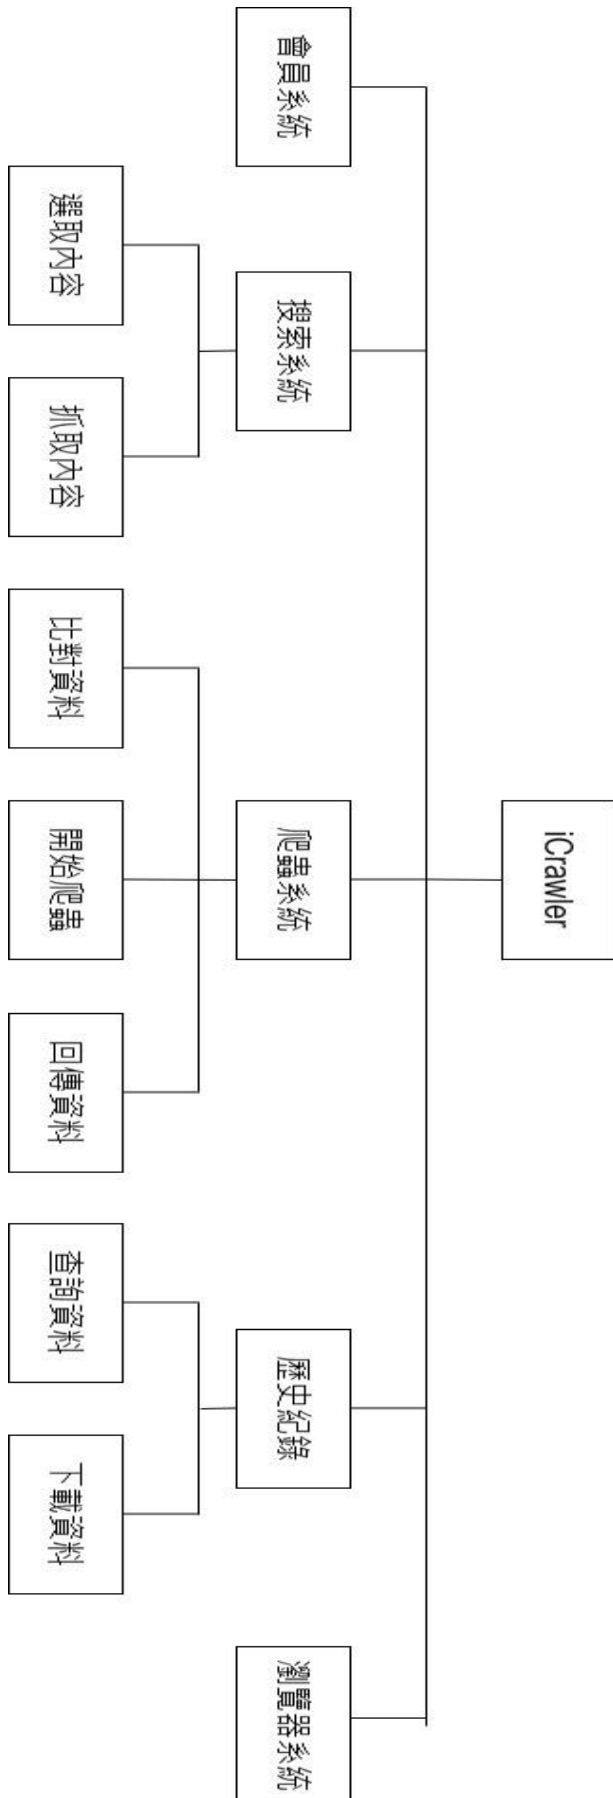 iCrawler
會員系統
搜索系統
爬蟲系統
歷史紀錄
瀏覽器系統
選取內容
抓取內容
比對資料
開始爬蟲
回傳資料
查詢資料
下載資料